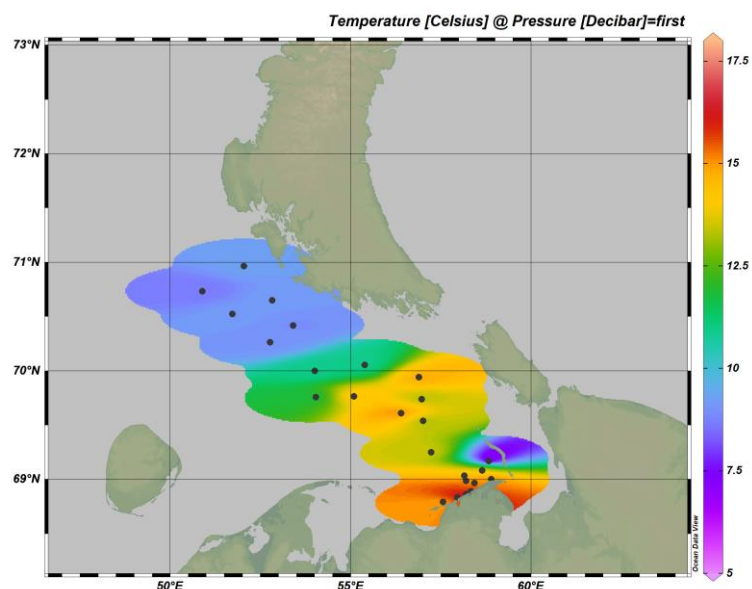 Temperature [Celsius] @ Pressure [Decibar]=first
73°N
72°N
71°N
70°N
69°N
50°E
55°E
60°E
17.5
15
12.5
10
7.5
5
Ocean Data View